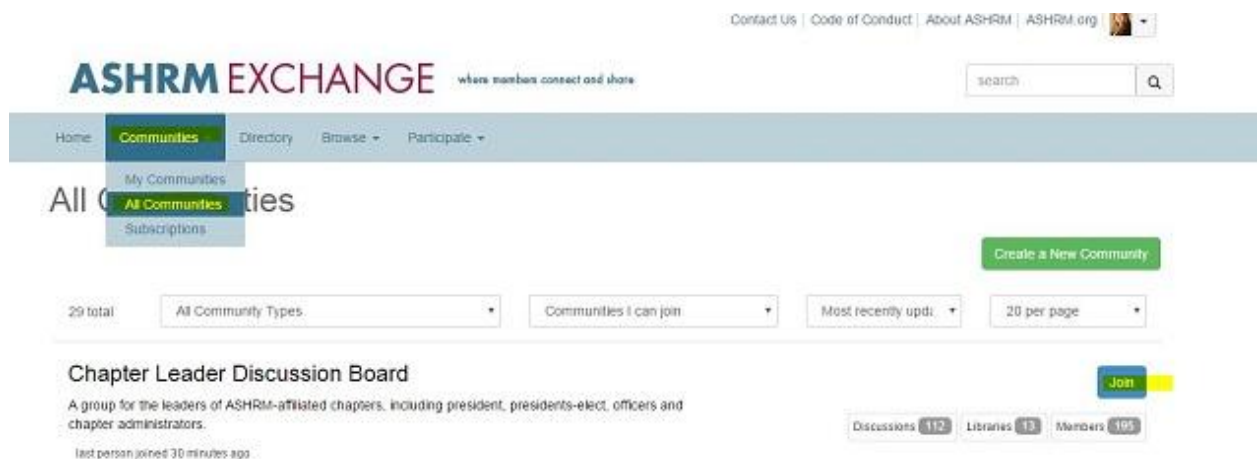 Contact Us | Code of Conduct | About ASHRM | ASHRM.org
ASHRM EXCHANGE where members connect and share
search
Home Communities Directory Browse Participate
My Communities
All Communities
Subscriptions
All C ties
Create a New Community
29 total All Community Types Communities I can join Most recently upd 20 per page
Chapter Leader Discussion Board
Join
A group for the leaders of ASHRM-affiliated chapters, including president, presidents-elect, officers and
chapter administrators.
Discussions 112 Libraries 13 Members 195
last person joined 30 minutes ago